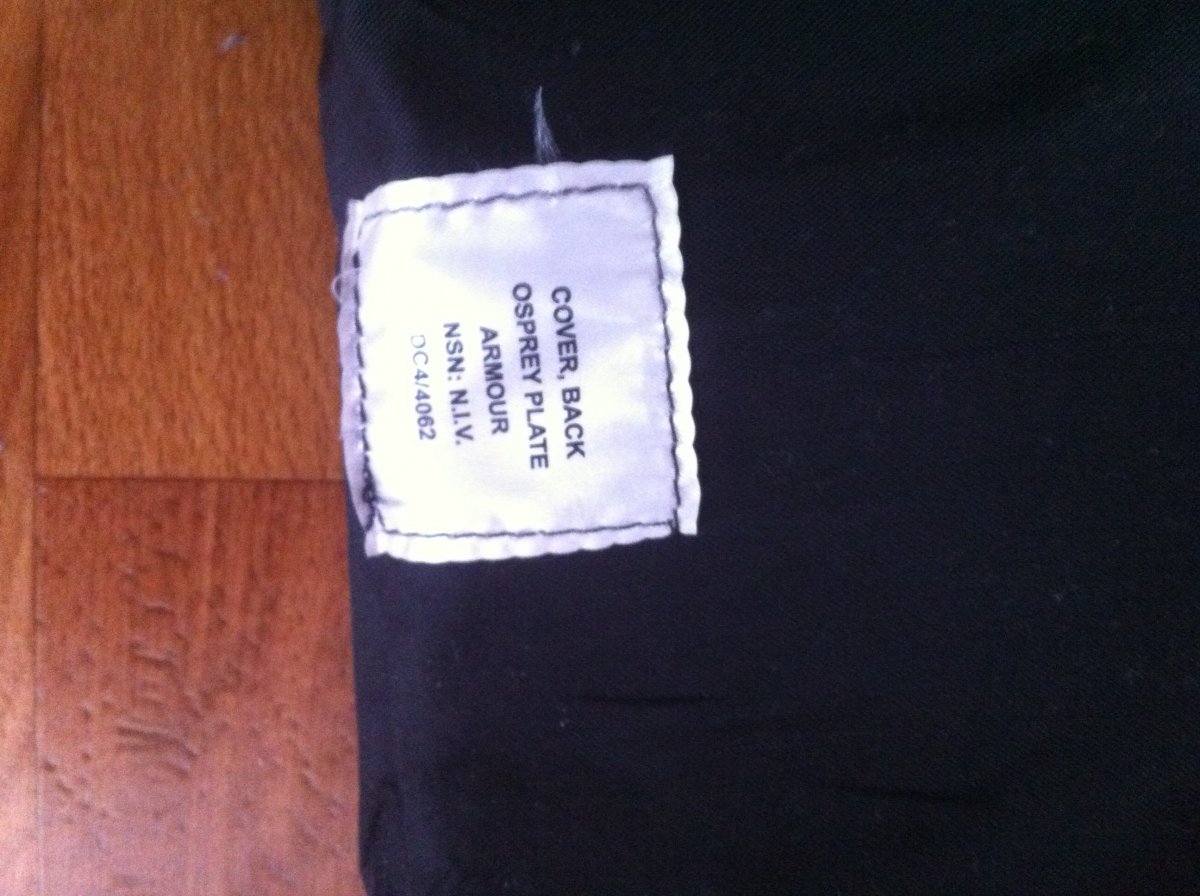 COVER, BACK
OSPREY PLATE
ARMOUR
NSN: N.I.V.
DC4/4062